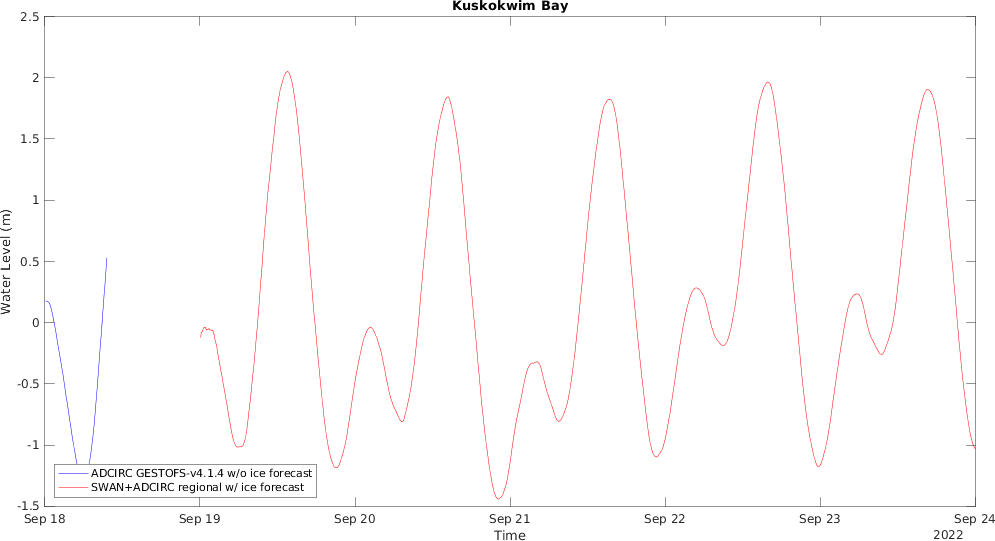 Kuskokwim Bay
2.5
2
1.5
1
0.5
0
-0.5
-1
-1.5
Water Level (m)
ADCIRC GESTOFS-v4.1.4 w/o ice forecast
SWAN+ADCIRC regional w/ ice forecast
Sep 18 Sep 19 Sep 20 Sep 21 Sep 22 Sep 23 Sep 24
Time
2022